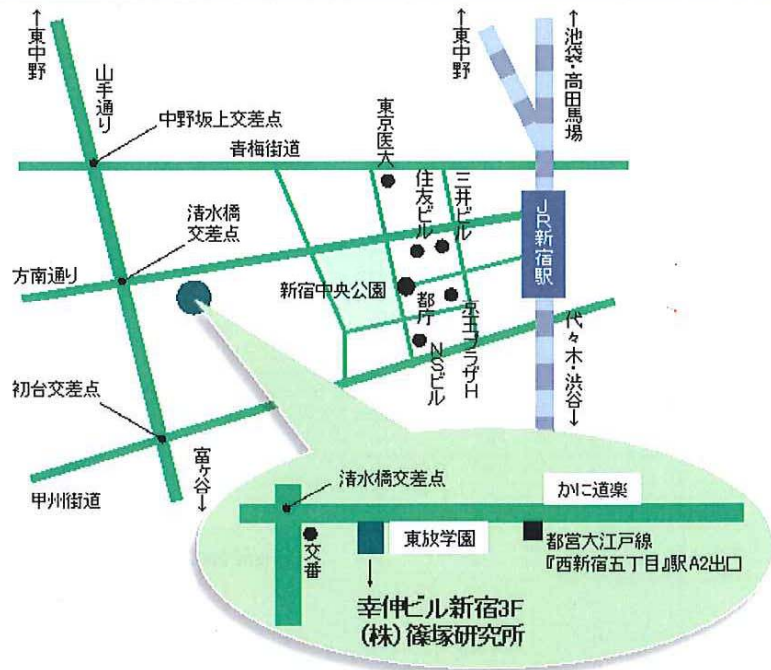 ←東中野
山手通り
中野坂上交差点
青梅街道
東京医大
住友ビル
三井ビル
←東中野
←池袋・高田馬場
JR新宿駅
清水橋
交差点
方南通り
新宿中央公園
都庁
京王プラザH
NSビル
代々木・渋谷→
初台交差点
甲州街道
富ヶ谷→
清水橋交差点
かに道楽
交番
東放学園
都営大江戸線
『西新宿五丁目』駅A2出口
幸伸ビル新宿3F
(株)篠塚研究所